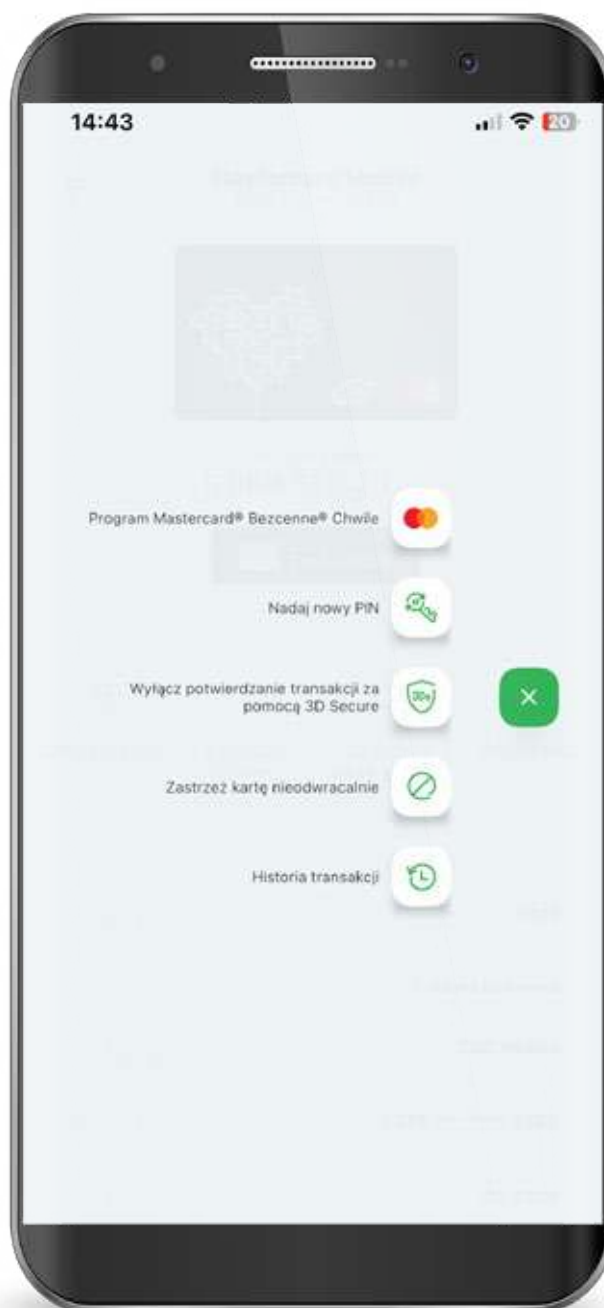 14:43
20
Program Mastercard® Bezcenne® Chwile
Nadaj nowy PIN
Wyłącz potwierdzanie transakcji za
pomocą 3D Secure
3Ds
Zastrzeż kartę nieodwracalnie
Historia transakcji